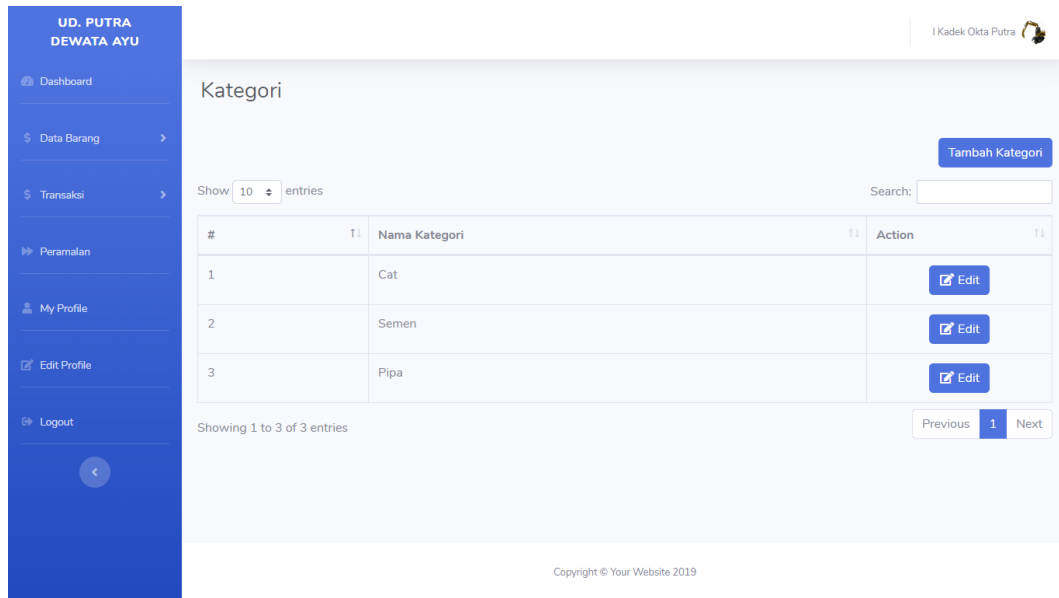 UD. PUTRA
DEWATA AYU
I Kadek Okta Putra
Dashboard
Data Barang
Transaksi
Peramalan
My Profile
Edit Profile
Logout
Kategori
Tambah Kategori
Show 10 entries
Search:
# Nama Kategori Action
1 Cat Edit
2 Semen Edit
3 Pipa Edit
Showing 1 to 3 of 3 entries
Previous 1 Next
Copyright © Your Website 2019